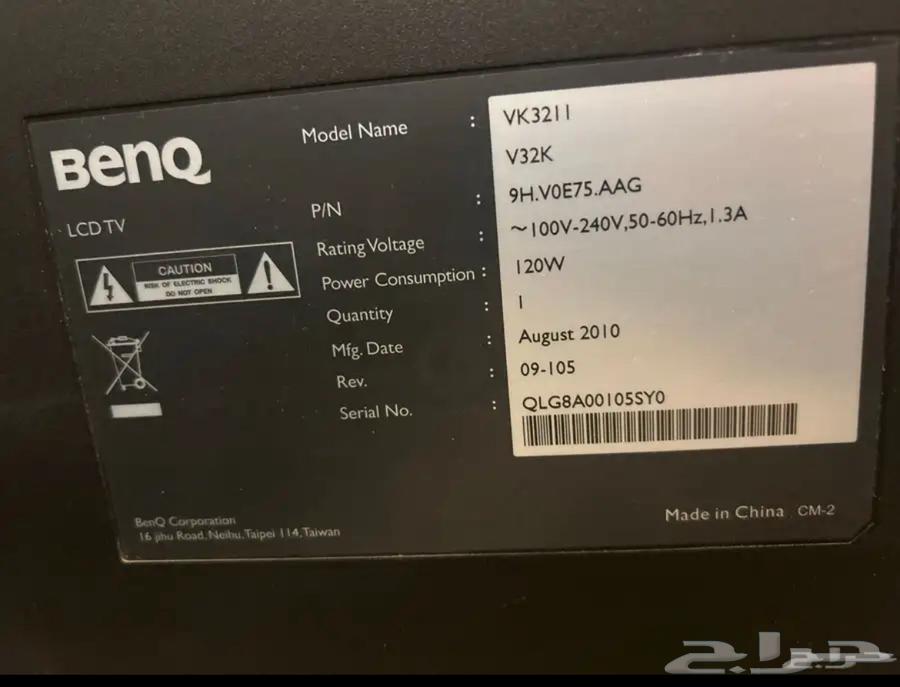 BenQ
LCD TV
CAUTION
RISK OF ELECTRIC SHOCK
DO NOT OPEN
Model Name : VK3211
V32K
P/N : 9H.V0E75.AAG
Rating Voltage : ~100V-240V,50-60Hz,1.3A
Power Consumption : 120W
Quantity : 1
Mfg. Date : August 2010
Rev. : 09-105
Serial No. : QLG8A00105SY0
BenQ Corporation
16 jihu Road, Neihu, Taipei 114, Taiwan
Made in China CM-2
حراج